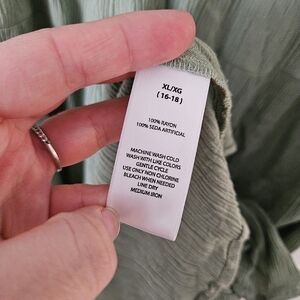 XL/XG
(16-18)
100% RAYON
100% SEDA ARTIFICIAL
MACHINE WASH COLD
WASH WITH LIKE COLORS
GENTLE CYCLE
USE ONLY NON CHLORINE
BLEACH WHEN NEEDED
LINE DRY
MEDIUM IRON